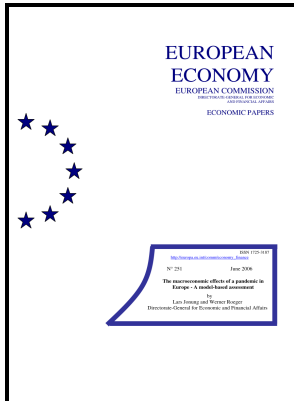 EUROPEAN
ECONOMY
EUROPEAN COMMISSION
DIRECTORATE-GENERAL FOR ECONOMIC
AND FINANCIAL AFFAIRS
ECONOMIC PAPERS
ISSN 1725-3187
http://europa.eu.int/comm/economy_finance
N° 251 June 2006
The macroeconomic effects of a pandemic in
Europe - A model-based assessment
by
Lars Jonung and Werner Roeger
Directorate-General for Economic and Financial Affairs